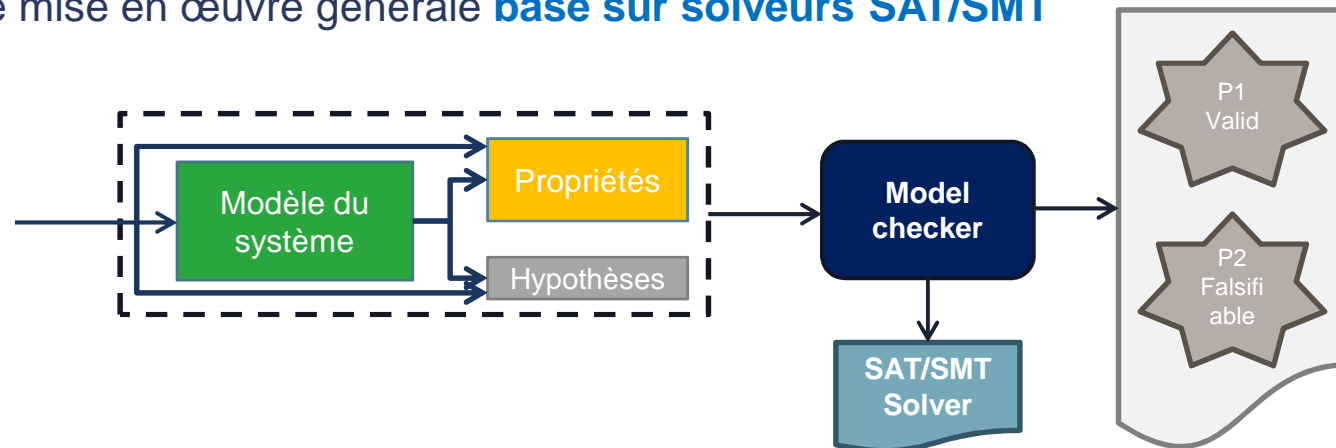 e mise en œuvre générale basé sur solveurs SAT/SMT
P1
Valid
Modèle du
système
Propriétés
Hypothèses
Model
checker
SAT/SMT
Solver
P2
Falsifi
able